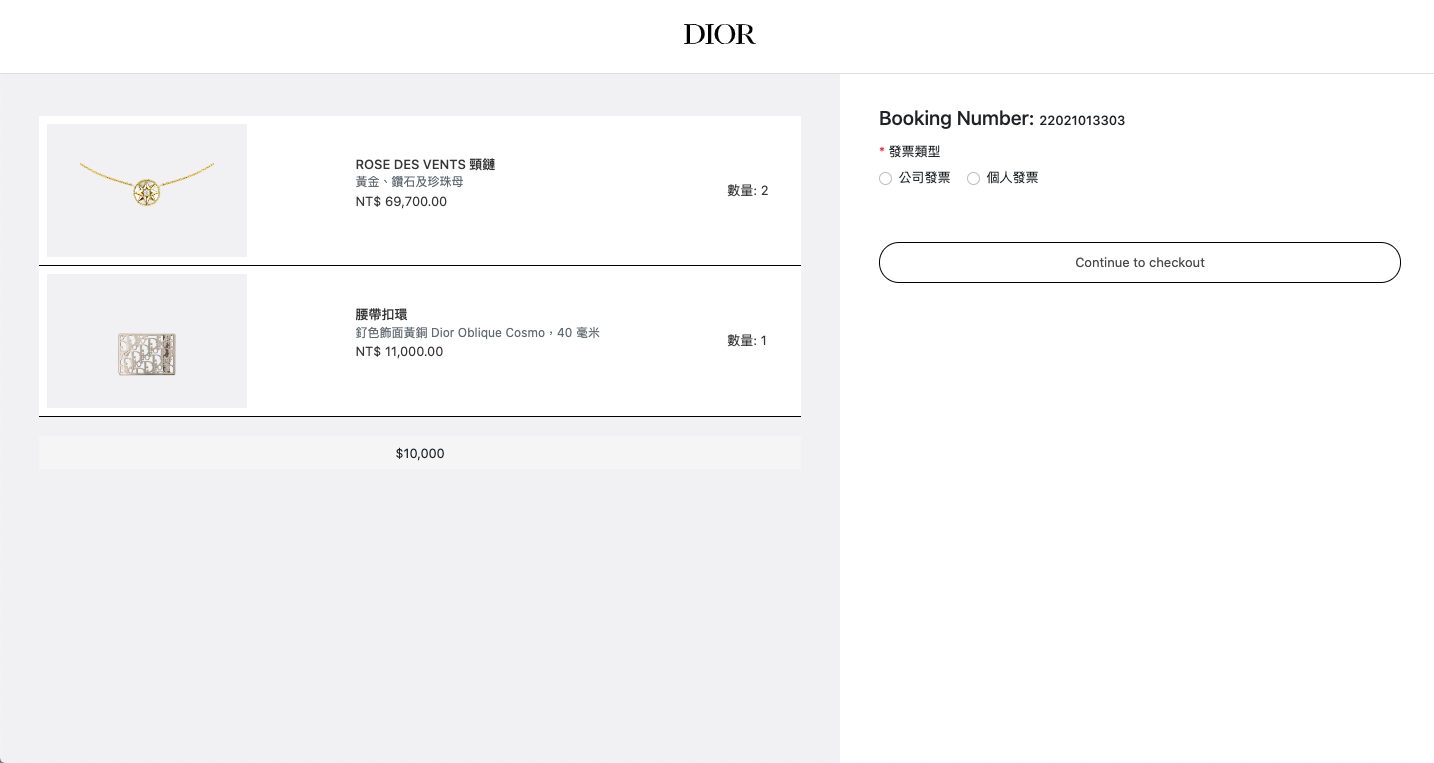 DIOR
ROSE DES VENTS 頸鏈
黃金、鑽石及珍珠母
NT$ 69,700.00
數量: 2
腰帶扣環
釕色飾面黃銅 Dior Oblique Cosmo，40 毫米
NT$ 11,000.00
數量: 1
$10,000
Booking Number: 22021013303
* 發票類型
公司發票 個人發票
Continue to checkout